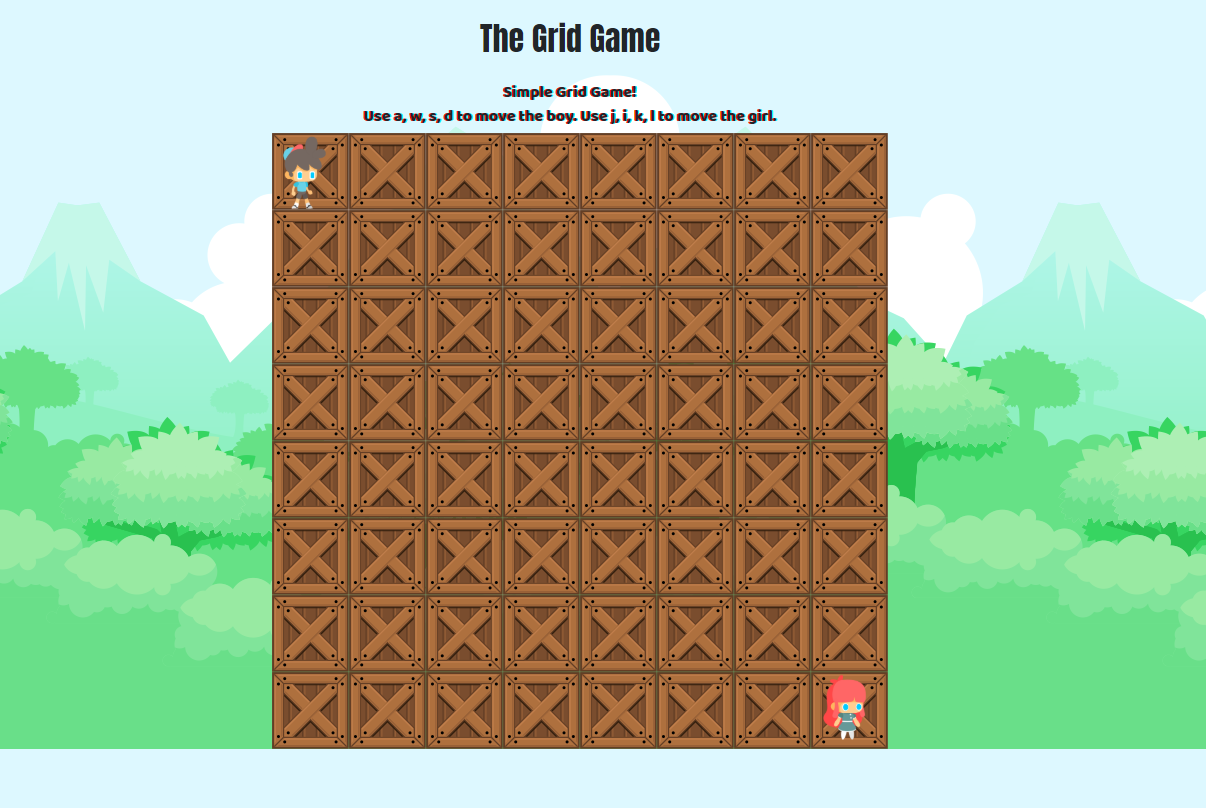 The Grid Game
Simple Grid Game!
Use a, w, s, d to move the boy. Use j, i, k, l to move the girl.